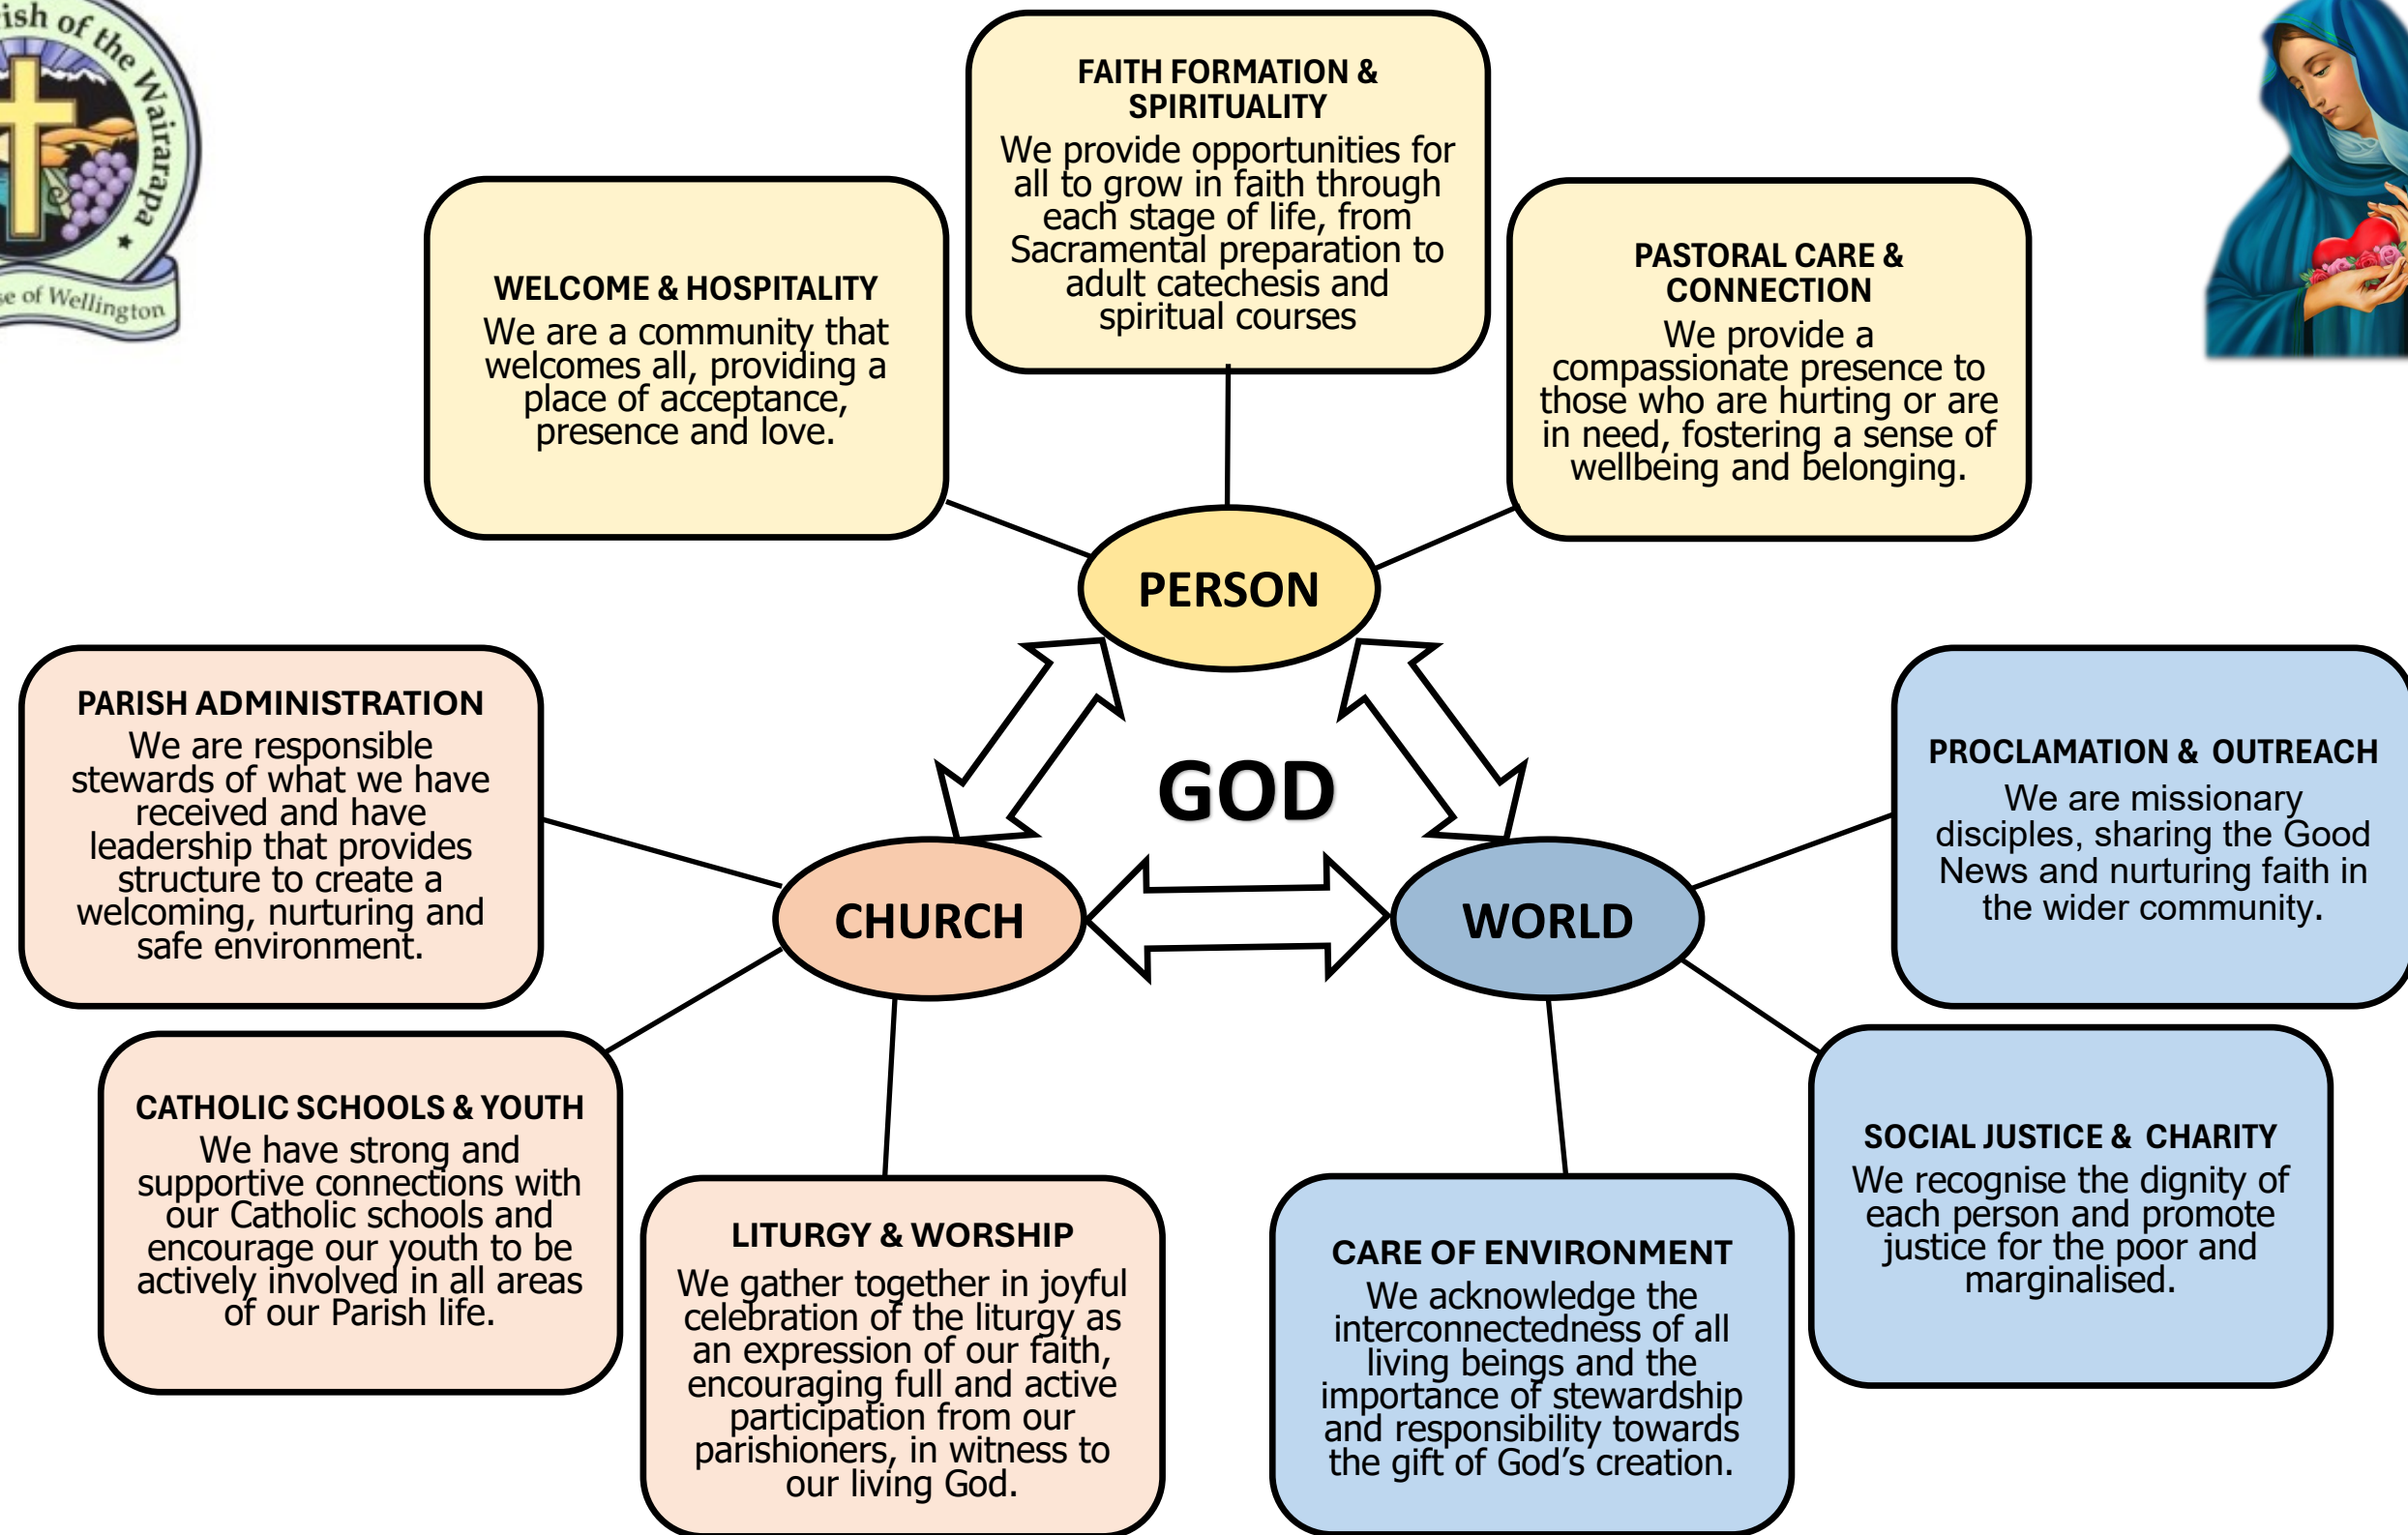 of the Wairarapa
of Wellington
FAITH FORMATION &
SPIRITUALITY
We provide opportunities for
all to grow in faith through
each stage of life, from
Sacramental preparation to
adult catechesis and
spiritual courses
WELCOME & HOSPITALITY
We are a community that
welcomes all, providing a
place of acceptance,
presence and love.
PASTORAL CARE &
CONNECTION
We provide a
compassionate presence to
those who are hurting or are
in need, fostering a sense of
wellbeing and belonging.
PERSON
GOD
CHURCH
WORLD
PARISH ADMINISTRATION
We are responsible
stewards of what we have
received and have
leadership that provides
structure to create a
welcoming, nurturing and
safe environment.
PROCLAMATION & OUTREACH
We are missionary
disciples, sharing the Good
News and nurturing faith in
the wider community.
CATHOLIC SCHOOLS & YOUTH
We have strong and
supportive connections with
our Catholic schools and
encourage our youth to be
actively involved in all areas
of our Parish life.
LITURGY & WORSHIP
We gather together in joyful
celebration of the liturgy as
an expression of our faith,
encouraging full and active
participation from our
parishioners, in witness to
our living God.
CARE OF ENVIRONMENT
We acknowledge the
interconnectedness of all
living beings and the
importance of stewardship
and responsibility towards
the gift of God’s creation.
SOCIAL JUSTICE & CHARITY
We recognise the dignity of
each person and promote
justice for the poor and
marginalised.